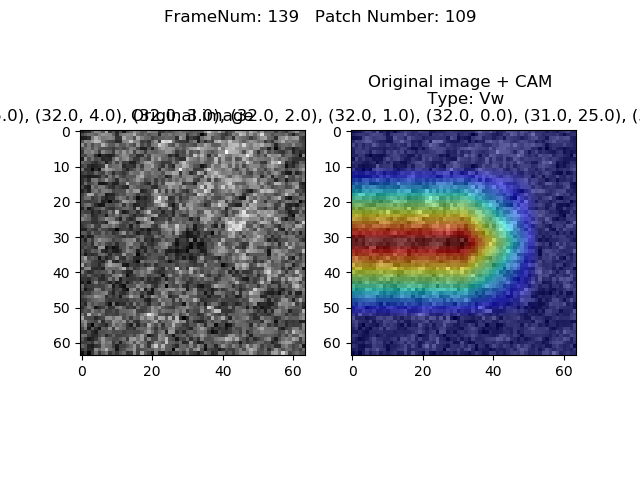 FrameNum: 139   Patch Number: 109
Original image + CAM
Type: Vw
.0), (32.0, 4.0), (32.0, 3.0), (32.0, 2.0), (32.0, 1.0), (32.0, 0.0), (31.0, 25.0), (
Original image
0
10
20
30
40
50
60
0 20 40 60
0
10
20
30
40
50
60
0 20 40 60